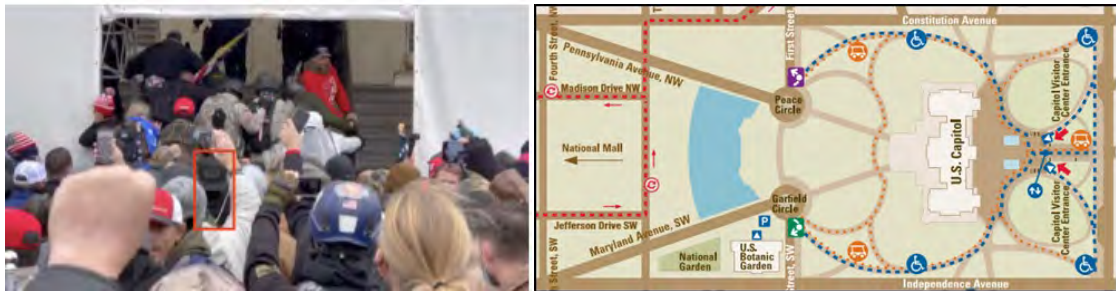 Constitution Avenue
First Street, NW
Fourth Street, NW
Pennsylvania Avenue, NW
Madison Drive NW
Peace
Circle
National Mall
U.S. Capitol
Capitol Visitor
Center Entrance
Capitol Visitor
Center Entrance
Garfield
Circle
Jefferson Drive SW
Maryland Avenue, SW
P
U.S.
Botanic
Garden
National
Garden
Street, SW
Street, SW
Independence Avenue